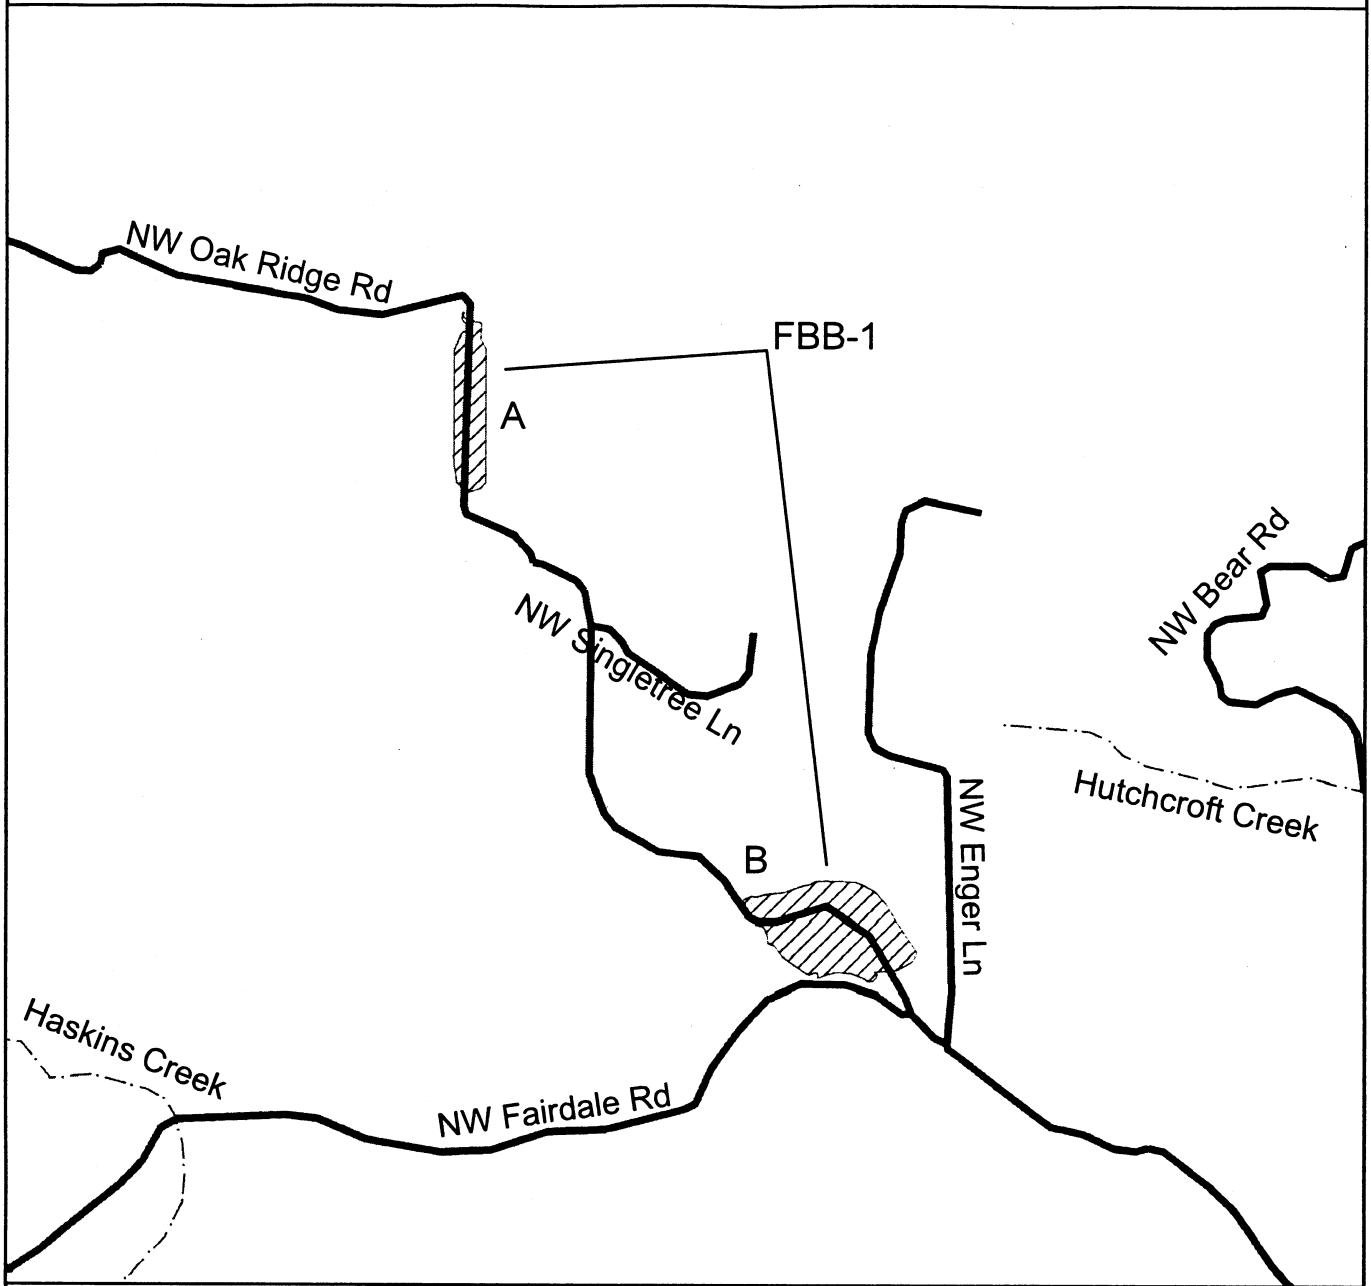 NW Oak Ridge Rd
FBB-1
A
NW Bear Rd
NW Singletree Ln
Hutchcroft Creek
NW Enger Ln
B
Haskins Creek
NW Fairdale Rd